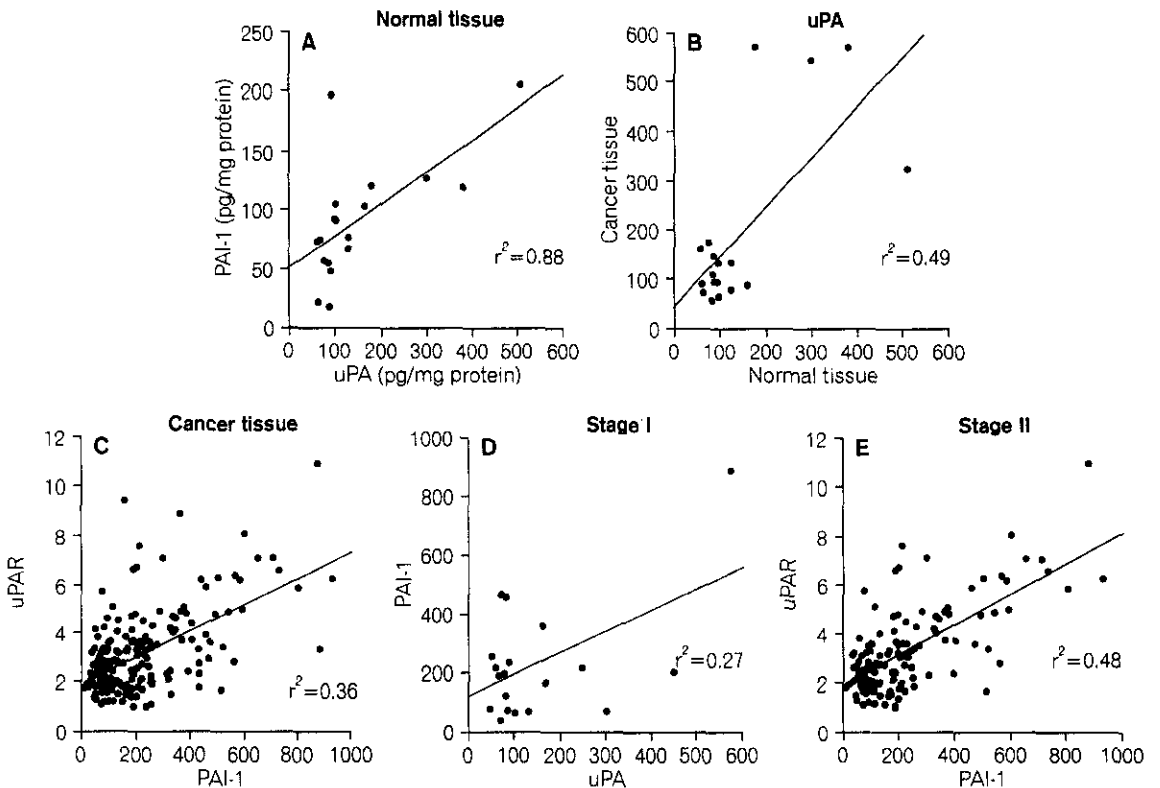 Normal tissue
A
PAI-1 (pg/mg protein)
250
200
150
100
50
0
r²=0.88
0 100 200 300 400 500 600
uPA (pg/mg protein)
uPA
B
Cancer tissue
600
500
400
300
200
100
0
r²=0.49
0 100 200 300 400 500 600
Normal tissue
Cancer tissue
C
uPAR
12
10
8
6
4
2
0
r²=0.36
0 200 400 600 800 1000
PAI-1
Stage I
D
PAI-1
1000
800
600
400
200
0
r²=0.27
0 100 200 300 400 500 600
uPA
Stage II
E
uPAR
12
10
8
6
4
2
0
r²=0.48
0 200 400 600 800 1000
PAI-1